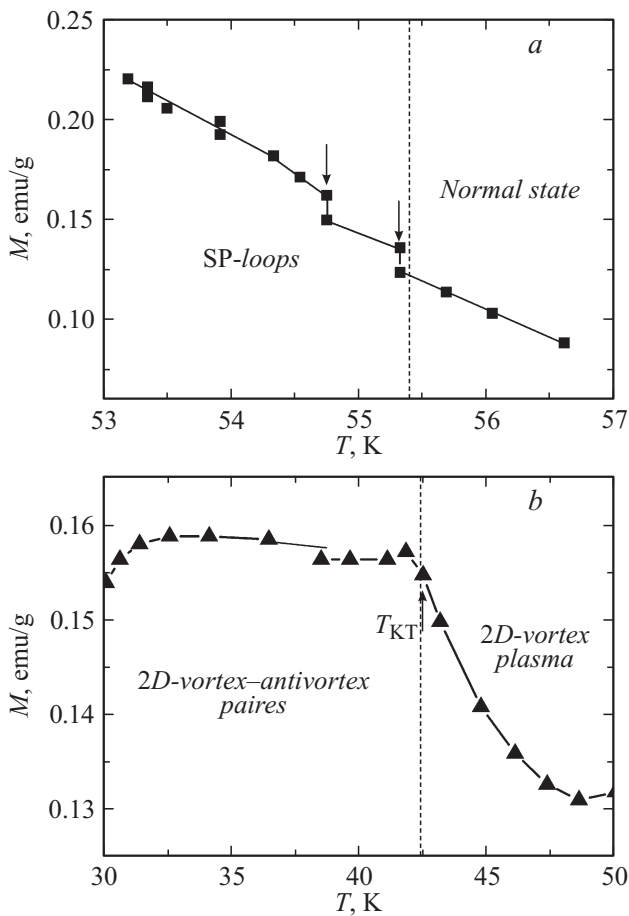 0.25
a
0.20
M, emu/g
Normal state
0.15
SP-loops
0.10
53 54 55 56 57
T, K
b
0.16
M, emu/g
0.15
T_KT
2D-vortex
plasma
2D-vortex–antivortex
paires
0.14
0.13
30 35 40 45 50
T, K